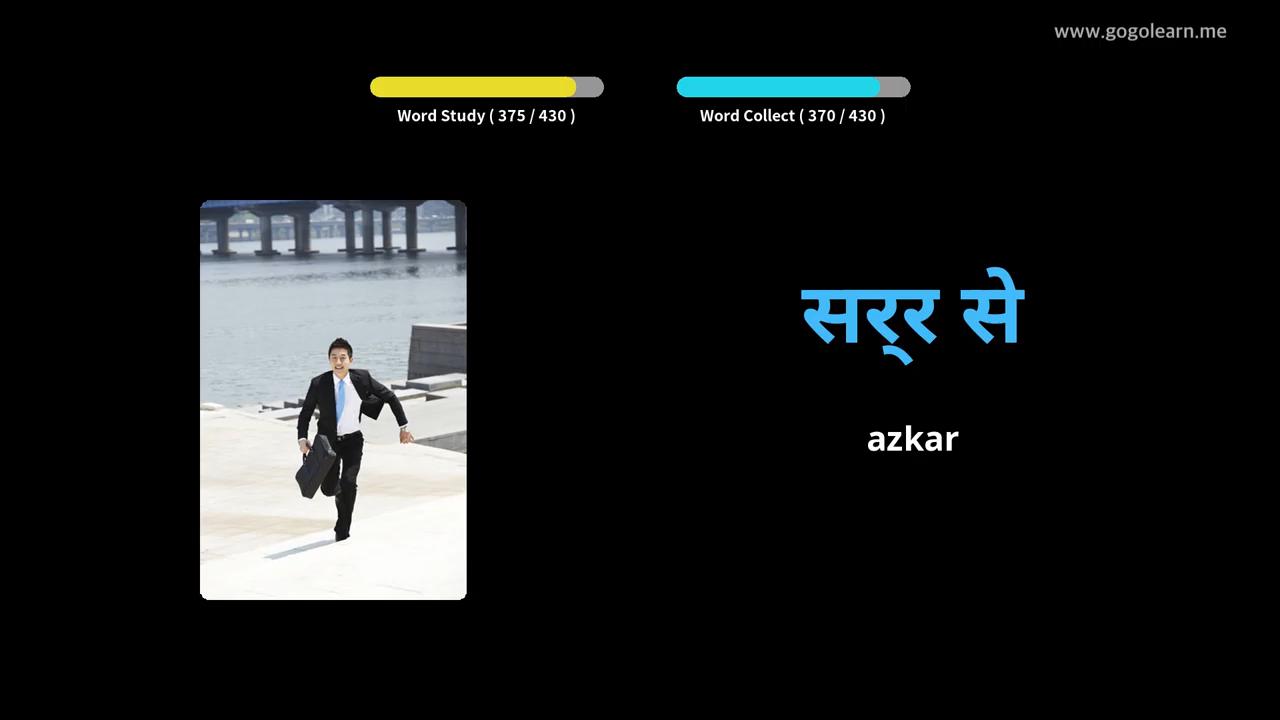 www.gogolearn.me
Word Study ( 375 / 430 )
Word Collect ( 370 / 430 )
सर्‌र से
azkar